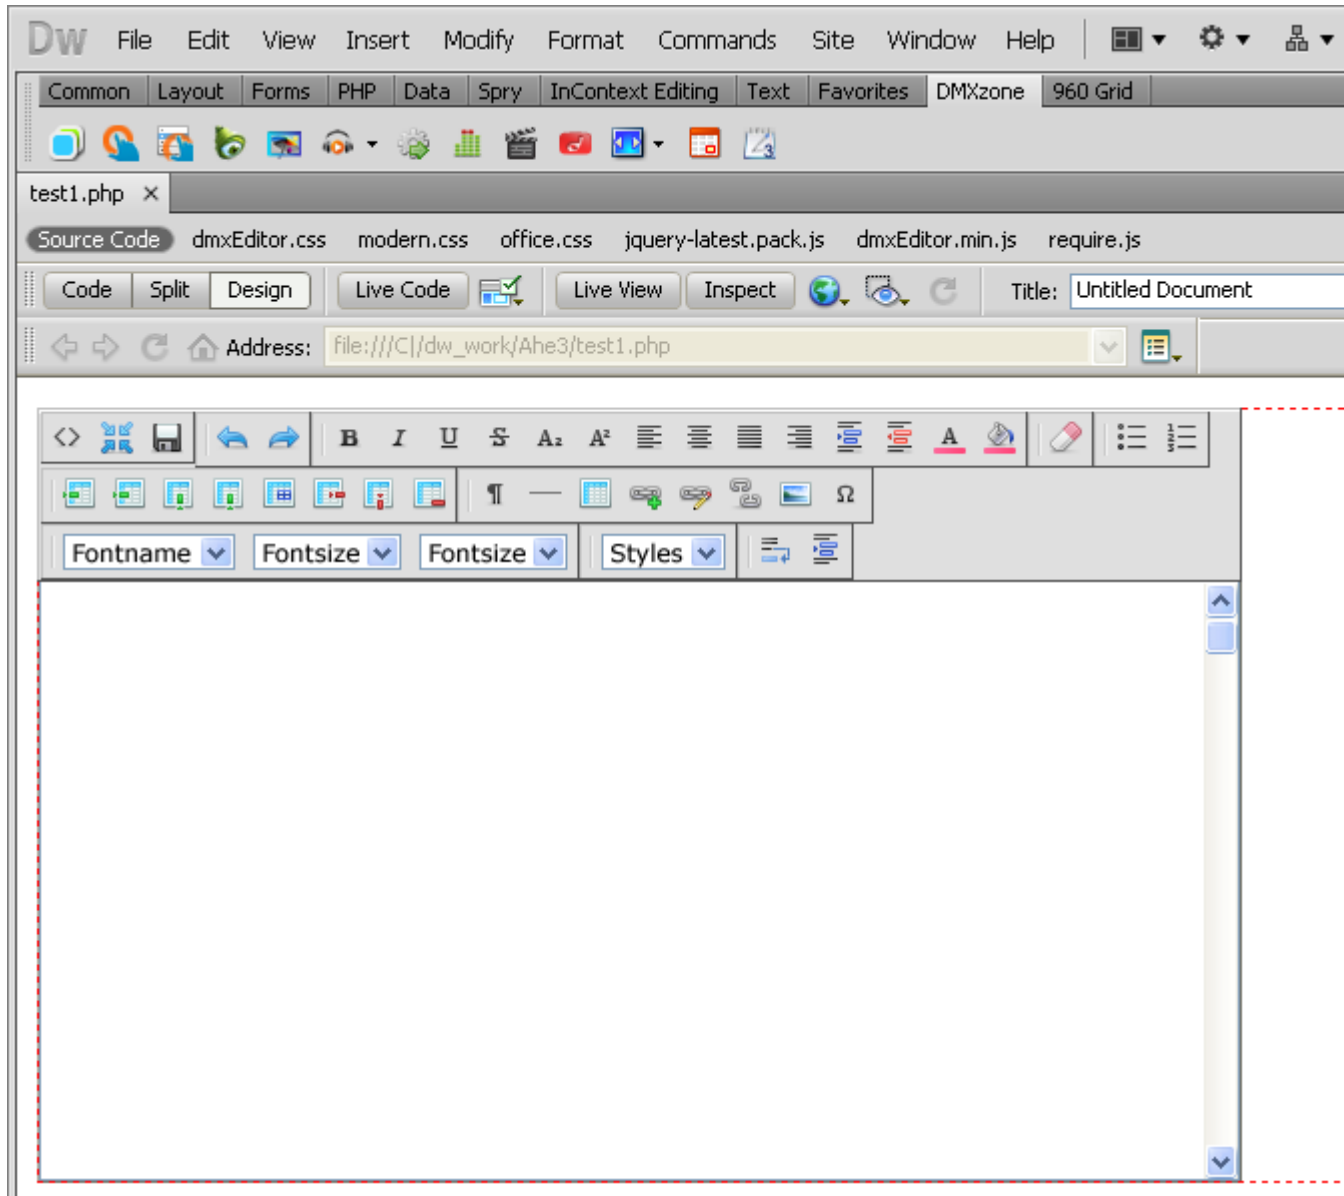 Dw File Edit View Insert Modify Format Commands Site Window Help
Common Layout Forms PHP Data Spry InContext Editing Text Favorites DMXzone 960 Grid
test1.php
Source Code dmxEditor.css modern.css office.css jquery-latest.pack.js dmxEditor.min.js require.js
Code Split Design Live Code Live View Inspect Title: Untitled Document
Address: file:///C|/dw_work/Ahe3/test1.php
B I U S A₂ A² A
¶ Ω
Fontname Fontsize Fontsize Styles